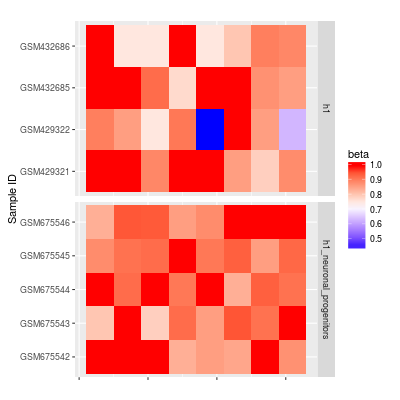 GSM432686
GSM432685
GSM429322
GSM429321
h1
GSM675546
GSM675545
GSM675544
GSM675543
GSM675542
h1_neuronal_progenitors
Sample ID
beta
1.0
0.9
0.8
0.7
0.6
0.5